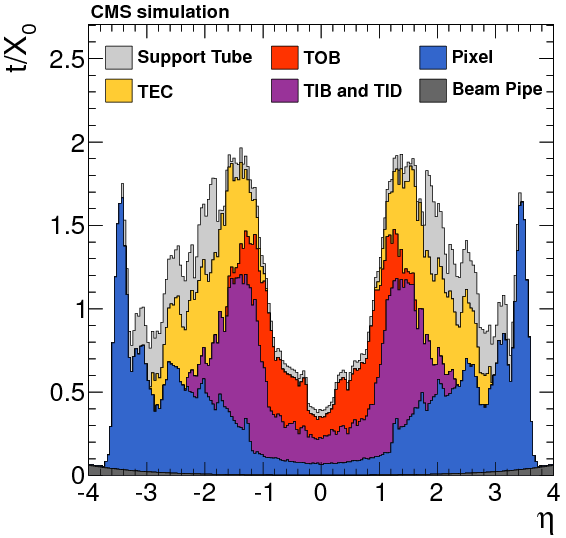 CMS simulation
t/X0
2.5
Support Tube TOB Pixel
TEC TIB and TID Beam Pipe
2
1.5
1
0.5
0
-4 -3 -2 -1 0 1 2 3 4
η